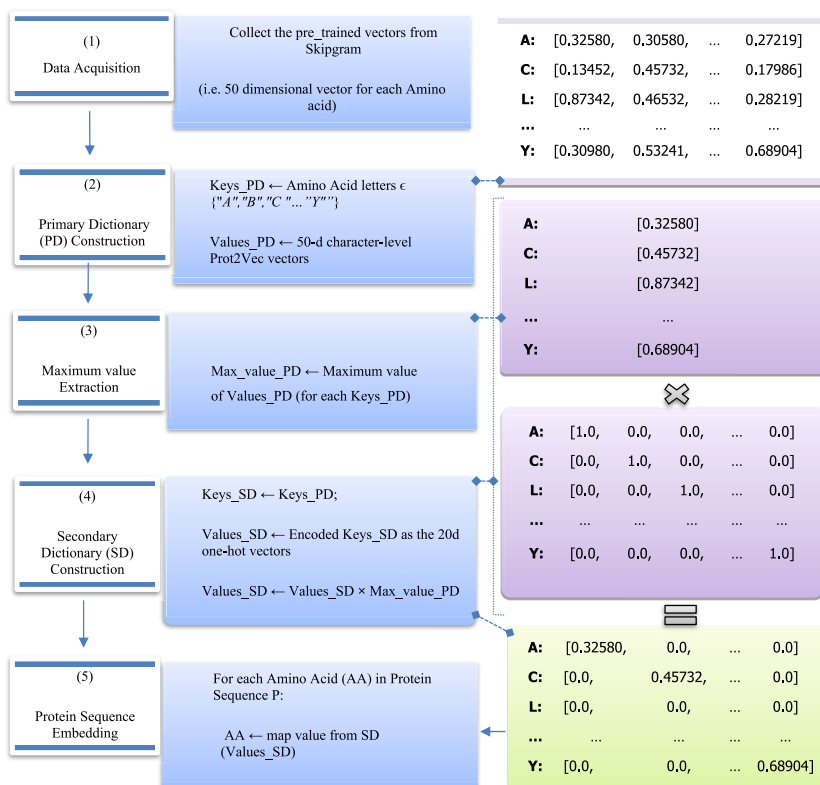 (1)
Data Acquisition
Collect the pre_trained vectors from
Skipgram
(i.e. 50 dimensional vector for each Amino
acid)
A: [0.32580, 0.30580, ... 0.27219]
C: [0.13452, 0.45732, ... 0.17986]
L: [0.87342, 0.46532, ... 0.28219]
... ... ... ... ...
Y: [0.30980, 0.53241, ... 0.68904]
(2)
Primary Dictionary
(PD) Construction
Keys_PD ← Amino Acid letters ϵ
{"A","B","C "…"Y""}
Values_PD ← 50-d character-level
Prot2Vec vectors
A: [0.32580]
C: [0.45732]
L: [0.87342]
... ...
Y: [0.68904]
(3)
Maximum value
Extraction
Max_value_PD ← Maximum value
of Values_PD (for each Keys_PD)
(4)
Secondary
Dictionary (SD)
Construction
Keys_SD ← Keys_PD;
Values_SD ← Encoded Keys_SD as the 20d
one-hot vectors
Values_SD ← Values_SD × Max_value_PD
A: [1.0, 0.0, 0.0, ... 0.0]
C: [0.0, 1.0, 0.0, ... 0.0]
L: [0.0, 0.0, 1.0, ... 0.0]
... ... ... ... ... ...
Y: [0.0, 0.0, 0.0, ... 1.0]
(5)
Protein Sequence
Embedding
For each Amino Acid (AA) in Protein
Sequence P:
AA ← map value from SD
(Values_SD)
A: [0.32580, 0.0, ... 0.0]
C: [0.0, 0.45732, ... 0.0]
L: [0.0, 0.0, ... 0.0]
... ... ... ... ...
Y: [0.0, 0.0, ... 0.68904]